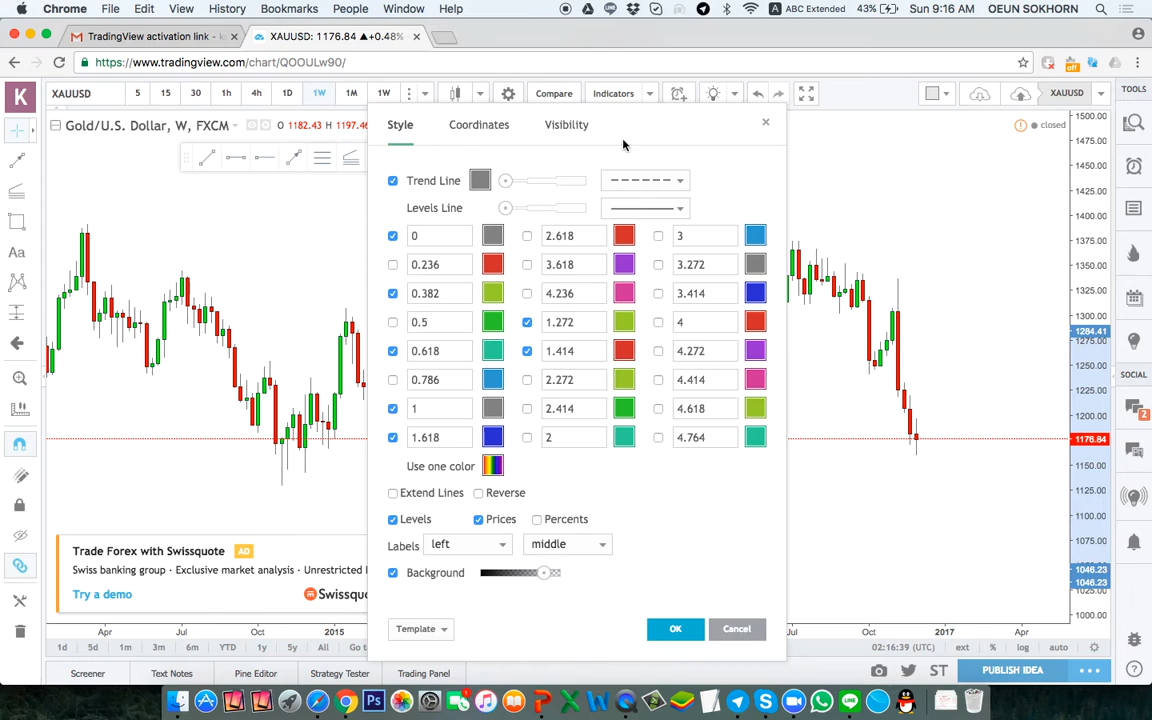 Chrome File Edit View History Bookmarks People Window Help ABC Extended 43% Sun 9:16 AM OEUN SOKHORN
TradingView activation link - XAUUSD: 1176.84 ▲+0.48%
https://www.tradingview.com/chart/QOOULw90/
K XAUUSD 5 15 30 1h 4h 1D 1W 1M 1W Compare Indicators XAUUSD TOOLS
Gold/U.S. Dollar, W, FXCM O 1182.43 H 1197.46 closed
Style Coordinates Visibility
Trend Line
Levels Line
0 2.618 3
0.236 3.618 3.272
0.382 4.236 3.414
0.5 1.272 4
0.618 1.414 4.272
0.786 2.272 4.414
1 2.414 4.618
1.618 2 4.764
Use one color
Extend Lines Reverse
Levels Prices Percents
Labels left middle
Background
Template OK Cancel
Aa
Trade Forex with Swissquote AD
Swiss banking group · Exclusive market analysis · Unrestricted
Try a demo Swissqu
1500.00
1475.00
1450.00
1425.00
1400.00
1375.00
1350.00
1325.00
1300.00
1284.41
1275.00
1250.00
1225.00
1200.00
1176.84
1150.00
1125.00
1100.00
1075.00
1046.23
1046.23
1025.00
1000.00
SOCIAL
2
Apr Jul Oct 2015 Jul Oct 2017 Apr
1d 5d 1m 3m 6m YTD 1y 5y All Go t 02:16:39 (UTC) ext % log auto
Screener Text Notes Pine Editor Strategy Tester Trading Panel ST PUBLISH IDEA